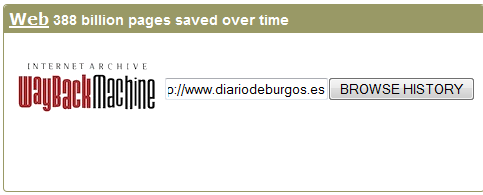 Web 388 billion pages saved over time
INTERNET ARCHIVE
WayBackMachine
p://www.diariodeburgos.es BROWSE HISTORY